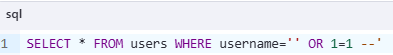 sql
1 SELECT * FROM users WHERE username='' OR 1=1 --'